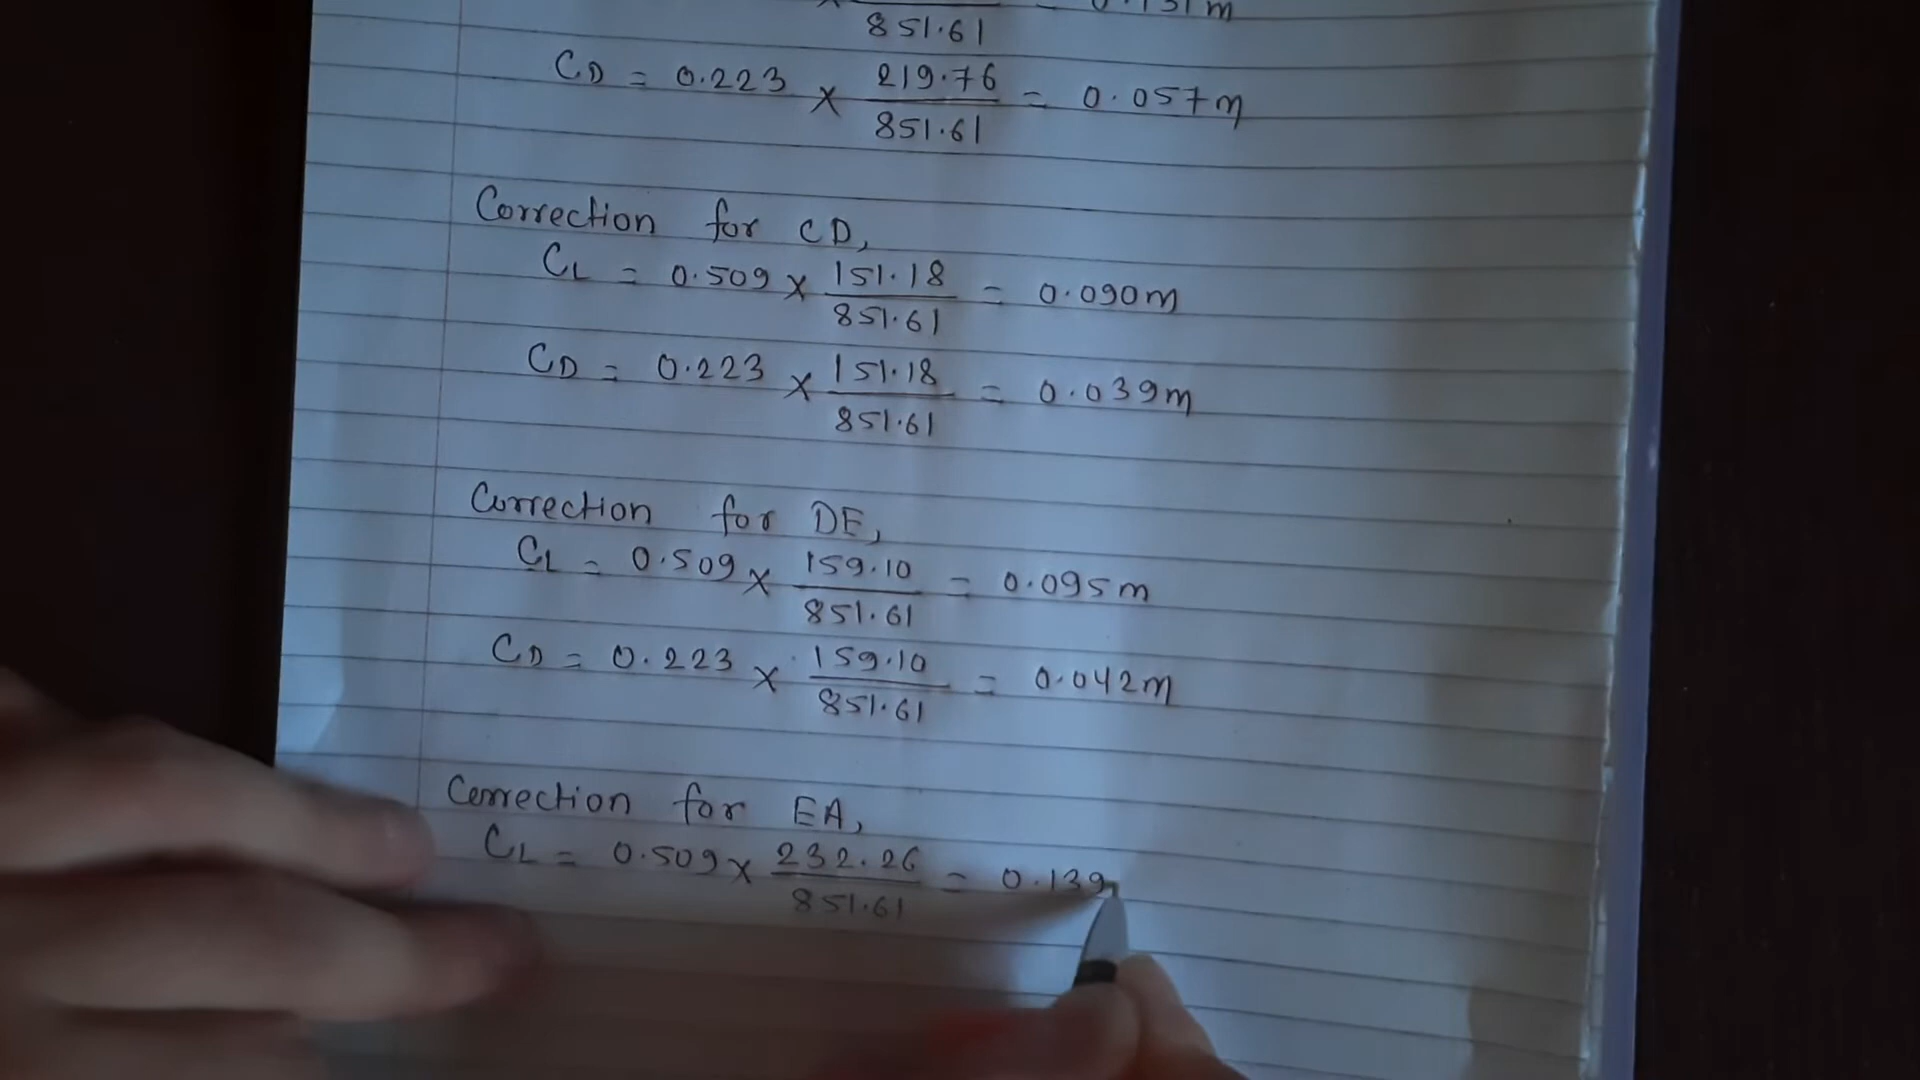 0.131m
851.61
CD = 0.223 × 219.76 = 0.057m
851.61
Correction for CD,
CL = 0.509 × 151.18 = 0.090m
851.61
CD = 0.223 × 151.18 = 0.039m
851.61
Correction for DE,
CL = 0.509 × 159.10 = 0.095m
851.61
CD = 0.223 × 159.10 = 0.042m
851.61
Correction for EA,
CL = 0.509 × 232.26 = 0.139
851.61